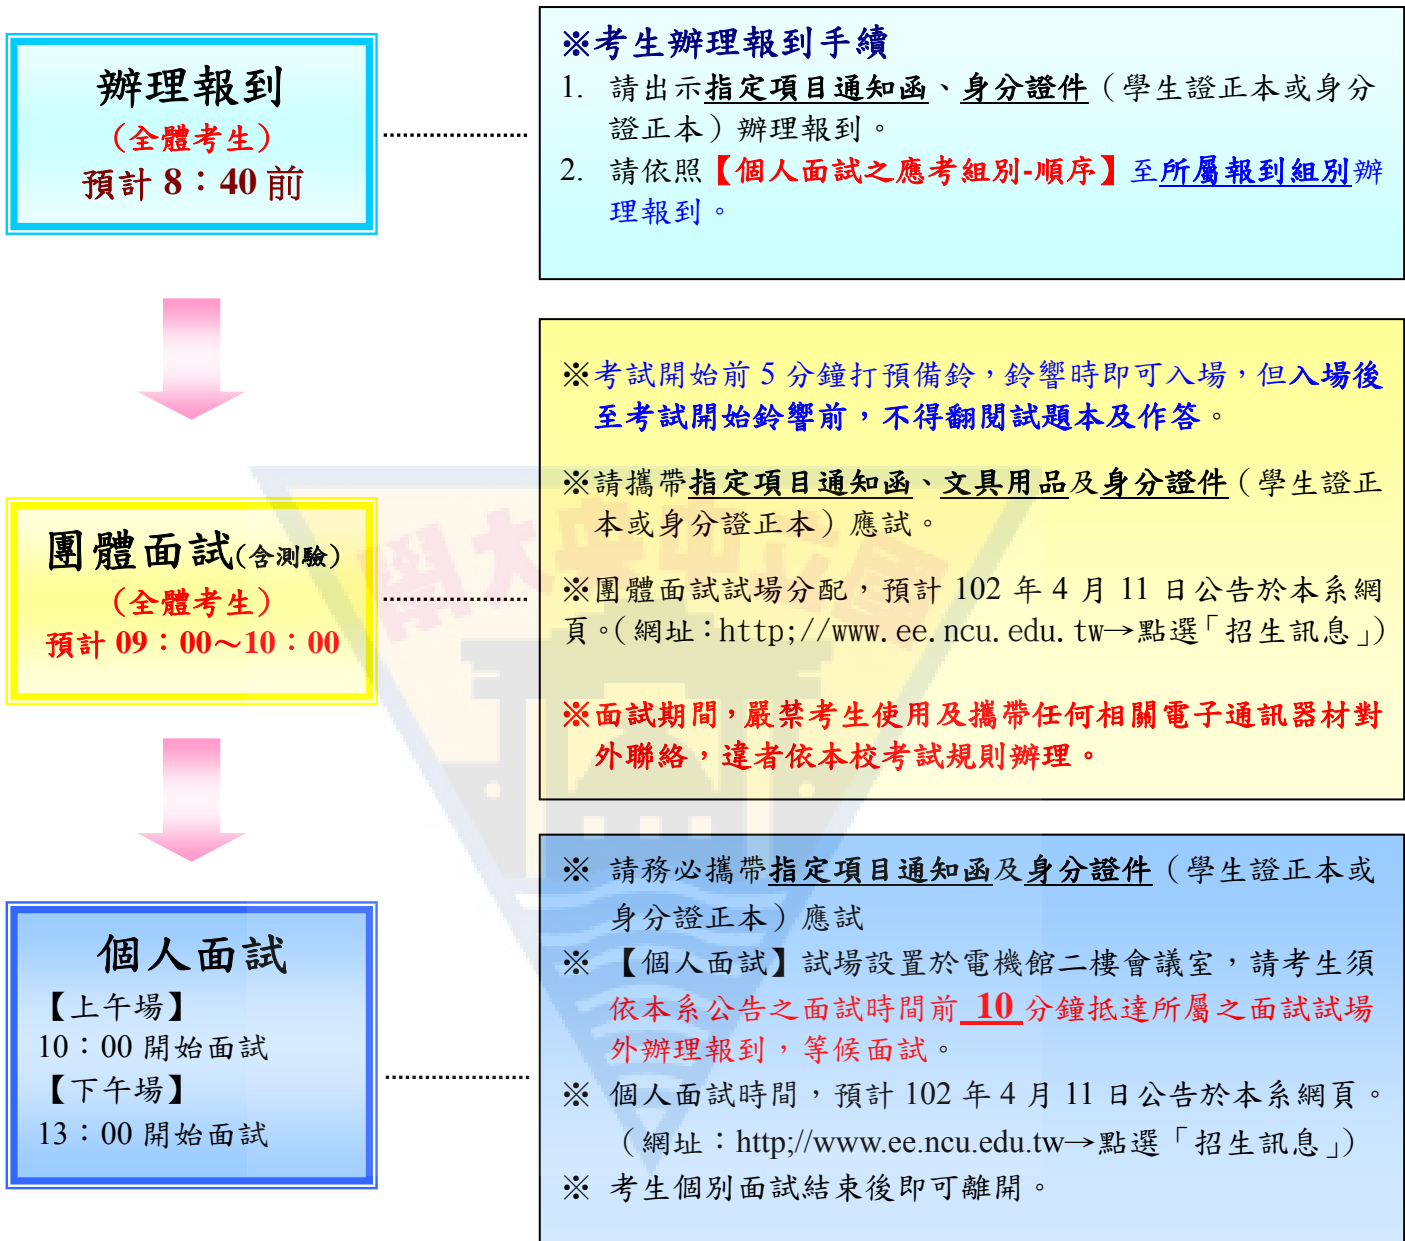 辦理報到
（全體考生）
預計 8：40 前
※考生辦理報到手續
1. 請出示指定項目通知函、身分證件（學生證正本或身分
證正本）辦理報到。
2. 請依照【個人面試之應考組別-順序】至所屬報到組別辦
理報到。
團體面試(含測驗)
（全體考生）
預計 09：00～10：00
※考試開始前 5 分鐘打預備鈴，鈴響時即可入場，但入場後
至考試開始鈴響前，不得翻閱試題本及作答。
※請攜帶指定項目通知函、文具用品及身分證件（學生證正
本或身分證正本）應試。
※團體面試試場分配，預計 102 年 4 月 11 日公告於本系網
頁。（網址：http;//www.ee.ncu.edu.tw→點選「招生訊息」）
※面試期間，嚴禁考生使用及攜帶任何相關電子通訊器材對
外聯絡，違者依本校考試規則辦理。
個人面試
【上午場】
10：00 開始面試
【下午場】
13：00 開始面試
※ 請務必攜帶指定項目通知函及身分證件（學生證正本或
身分證正本）應試
※ 【個人面試】試場設置於電機館二樓會議室，請考生須
依本系公告之面試時間前 10 分鐘抵達所屬之面試試場
外辦理報到，等候面試。
※ 個人面試時間，預計 102 年 4 月 11 日公告於本系網頁。
（網址：http;//www.ee.ncu.edu.tw→點選「招生訊息」）
※ 考生個別面試結束後即可離開。
學大央中立國